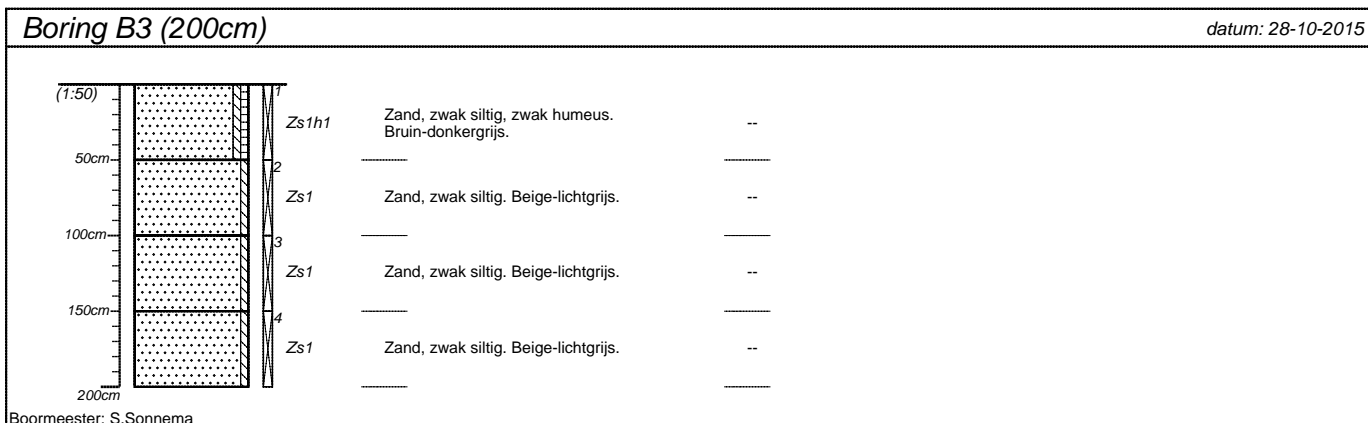 Boring B3 (200cm)
datum: 28-10-2015
(1:50)
1
Zs1h1
Zand, zwak siltig, zwak humeus.
Bruin-donkergrijs.
--
50cm
2
Zs1
Zand, zwak siltig. Beige-lichtgrijs.
--
100cm
3
Zs1
Zand, zwak siltig. Beige-lichtgrijs.
--
150cm
4
Zs1
Zand, zwak siltig. Beige-lichtgrijs.
--
200cm
Boormeester: S.Sonnema